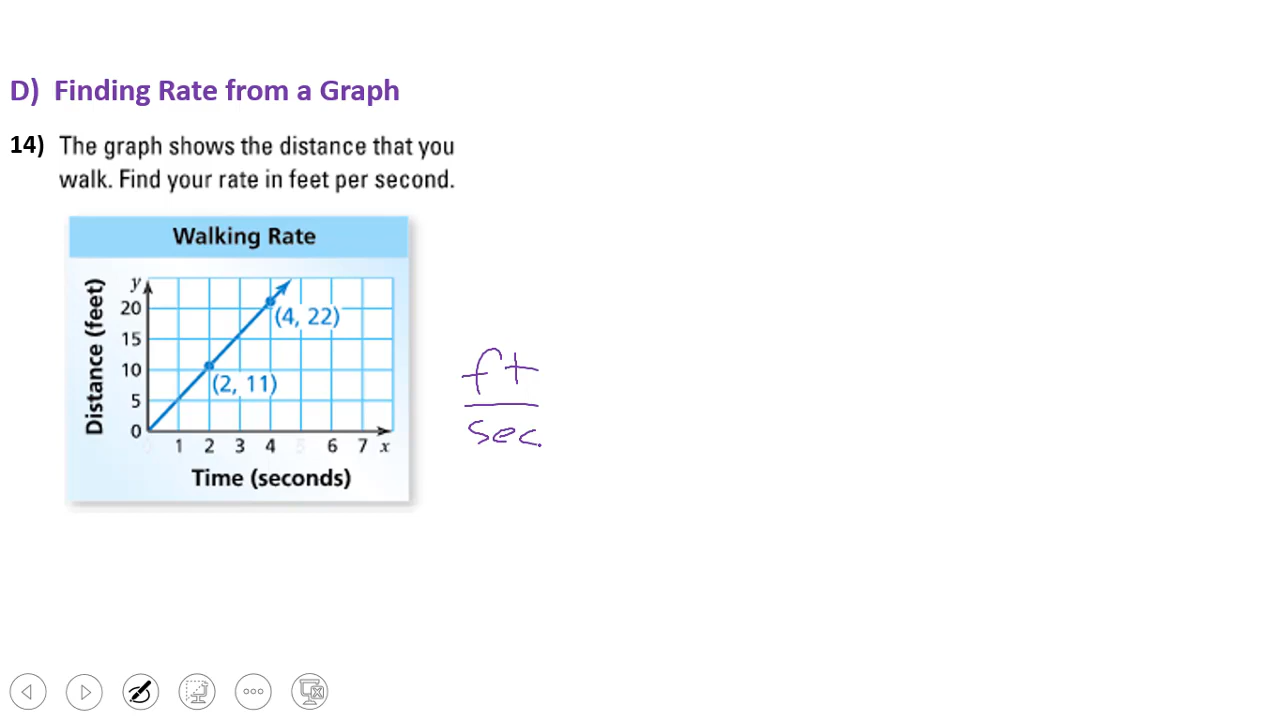 D) Finding Rate from a Graph
14) The graph shows the distance that you
walk. Find your rate in feet per second.
Walking Rate
Distance (feet)
y
20
15
10
5
0
(4, 22)
(2, 11)
1 2 3 4 5 6 7 x
Time (seconds)
ft
sec.